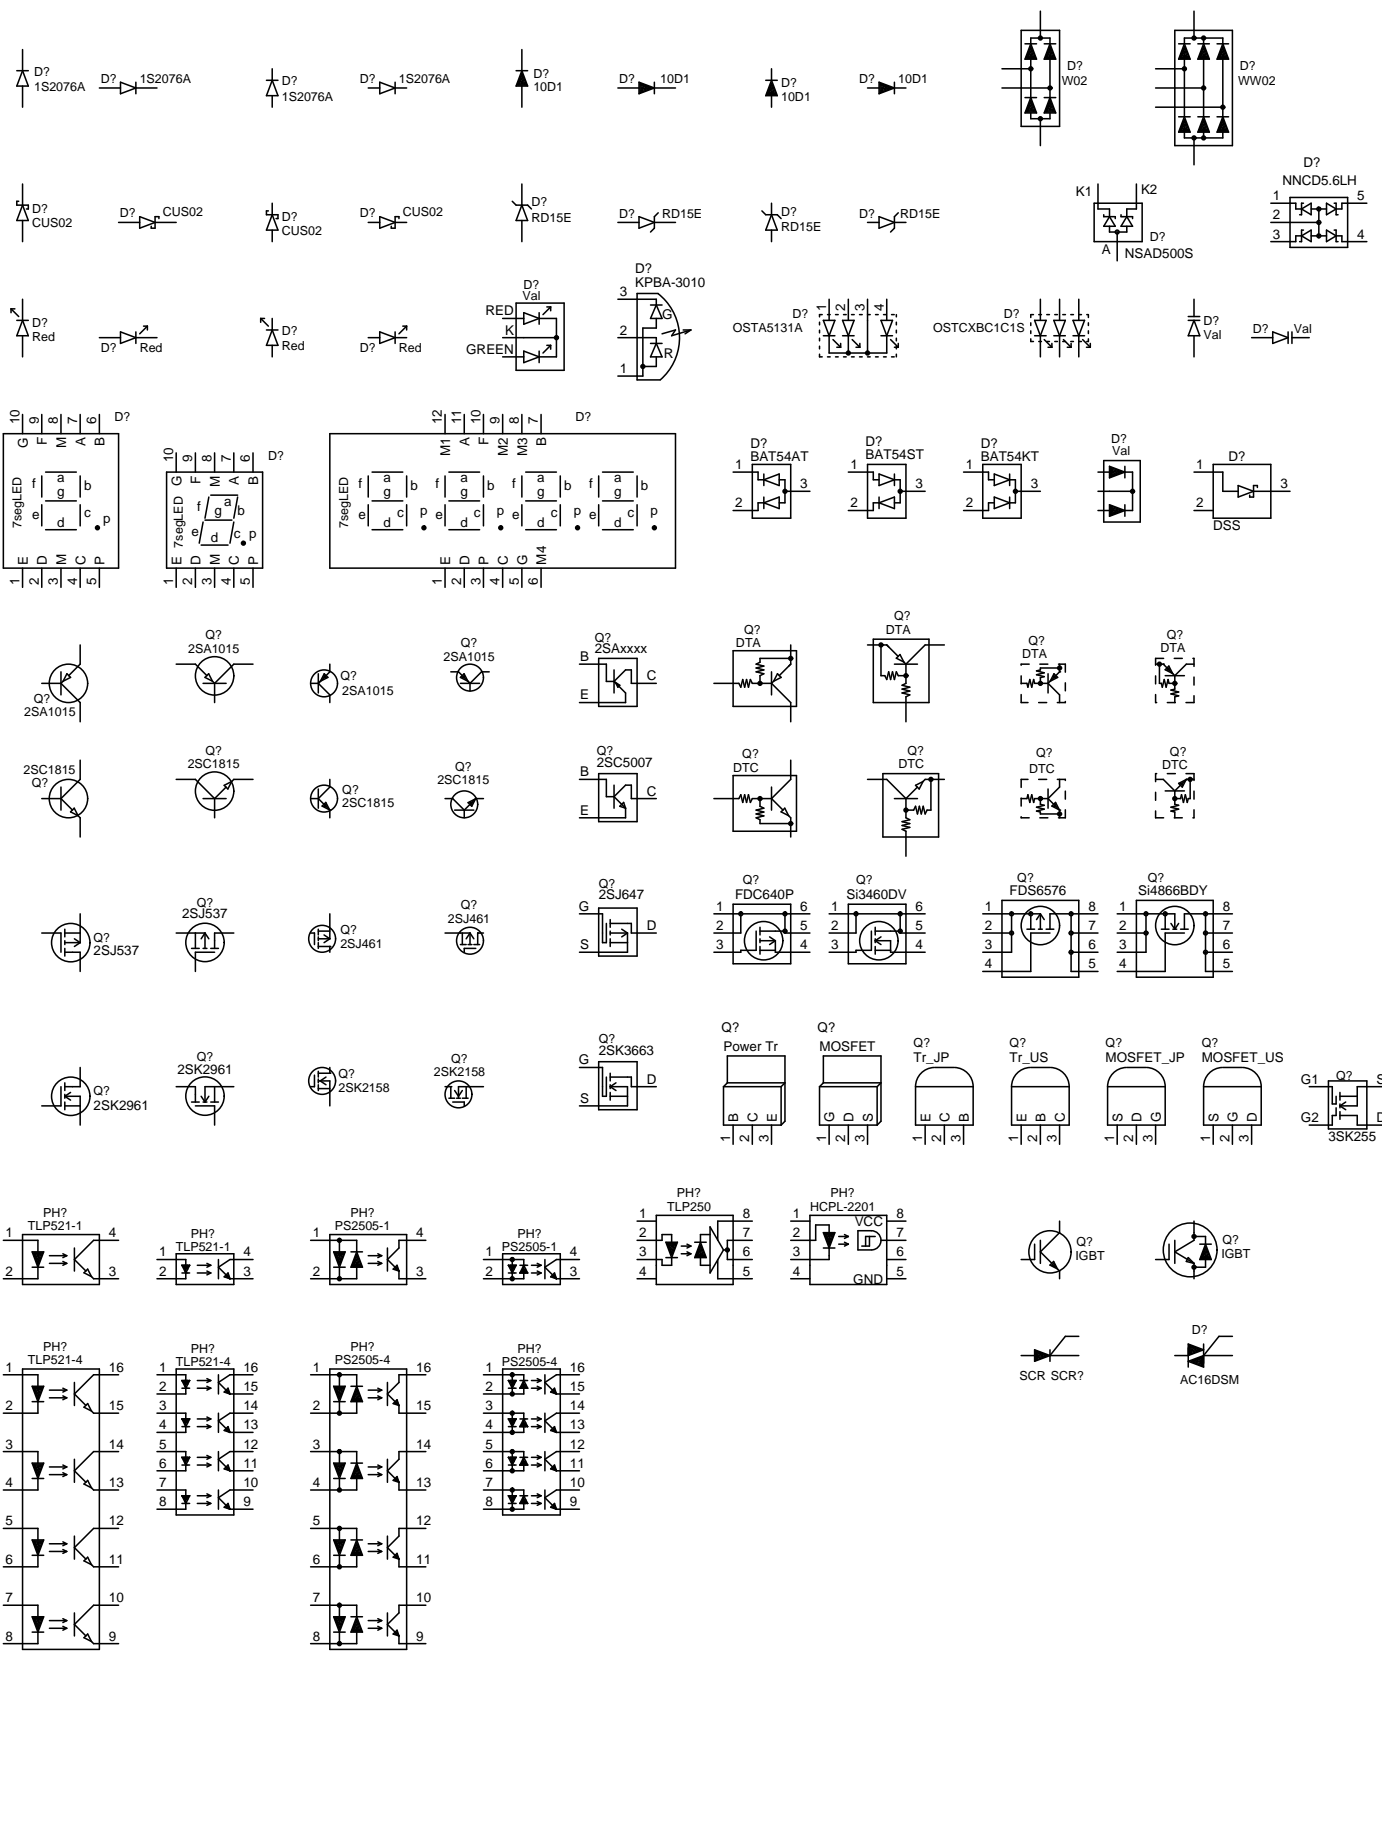 D?
1S2076A
D? 1S2076A
D?
1S2076A
D? 1S2076A
D?
10D1
D? 10D1
D?
10D1
D? 10D1
D?
W02
D?
WW02
D?
CUS02
D? CUS02
D?
CUS02
D? CUS02
D?
RD15E
D? RD15E
D?
RD15E
D? RD15E
K1 K2
A
D?
NSAD500S
D?
NNCD5.6LH
1 5
2
3 4
D?
Red
D? Red
D?
Red
D? Red
D?
Val
RED
K
GREEN
D?
KPBA-3010
3 G
2
R
1
D?
OSTA5131A
1 2 3 4
D?
OSTCXBC1C1S
D?
Val
D? Val
10 9 8 7 6 D?
G F M A B
7segLED
a f g b e d c p
E D M C P
1 2 3 4 5
10 9 8 7 6 D?
G F M A B
7segLED
f a g b e d c p
E D M C P
1 2 3 4 5
12 11 10 9 8 7 D?
M1 A F M2 M3 B
7segLED
f a g b f a g b f a g b f a g b
e d c p e d c p e d c p e d c p
E D P C G M4
1 2 3 4 5 6
D?
BAT54AT
1
3
2
D?
BAT54ST
1
3
2
D?
BAT54KT
1
3
2
D?
Val
D?
1
3
2
DSS
Q?
2SA1015
Q?
2SA1015
Q?
2SA1015
Q?
2SA1015
Q?
2SAxxxx
B
C
E
Q?
DTA
Q?
DTA
Q?
DTA
Q?
DTA
2SC1815
Q?
Q?
2SC1815
Q?
2SC1815
Q?
2SC1815
Q?
2SC5007
B
C
E
Q?
DTC
Q?
DTC
Q?
DTC
Q?
DTC
Q?
2SJ537
Q?
2SJ537
Q?
2SJ461
Q?
2SJ461
Q?
2SJ647
G
D
S
Q?
FDC640P
1 6
2 5
3 4
Q?
Si3460DV
1 6
2 5
3 4
Q?
FDS6576
1 8
2 7
3 6
4 5
Q?
Si4866BDY
1 8
2 7
3 6
4 5
Q?
2SK2961
Q?
2SK2961
Q?
2SK2158
Q?
2SK2158
Q?
2SK3663
G
D
S
Q?
Power Tr
B C E
1 2 3
Q?
MOSFET
G D S
1 2 3
Q?
Tr_JP
E C B
1 2 3
Q?
Tr_US
E B C
1 2 3
Q?
MOSFET_JP
S D G
1 2 3
Q?
MOSFET_US
S G D
1 2 3
Q?
G1 S
G2 D
3SK255
PH?
TLP521-1
1 4
2 3
PH?
TLP521-1
1 4
2 3
PH?
PS2505-1
1 4
2 3
PH?
PS2505-1
1 4
2 3
PH?
TLP250
1 8
2 7
3 6
4 5
PH?
HCPL-2201
1 VCC 8
2 7
3 6
4 GND 5
Q?
IGBT
Q?
IGBT
SCR SCR?
D?
AC16DSM
PH?
TLP521-4
1 16
2 15
3 14
4 13
5 12
6 11
7 10
8 9
PH?
TLP521-4
1 16
2 15
3 14
4 13
5 12
6 11
7 10
8 9
PH?
PS2505-4
1 16
2 15
3 14
4 13
5 12
6 11
7 10
8 9
PH?
PS2505-4
1 16
2 15
3 14
4 13
5 12
6 11
7 10
8 9